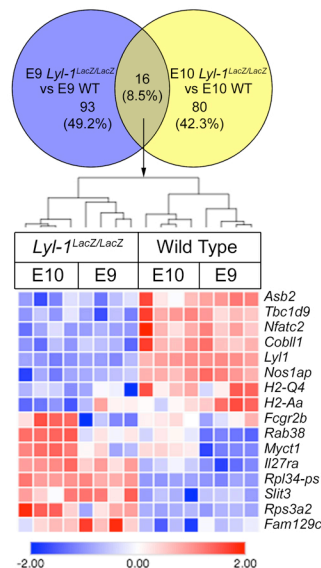 E9 Lyl-1LacZ/LacZ
vs E9 WT
93
(49.2%)
16
(8.5%)
E10 Lyl-1LacZ/LacZ
vs E10 WT
80
(42.3%)
Lyl-1LacZ/LacZ
Wild Type
E10
E9
E10
E9
Asb2
Tbc1d9
Nfatc2
Cobll1
Lyl1
Nos1ap
H2-Q4
H2-Aa
Fcgr2b
Rab38
Myct1
Il27ra
Rpl34-ps
Slit3
Rps3a2
Fam129c
-2.00
0.00
2.00